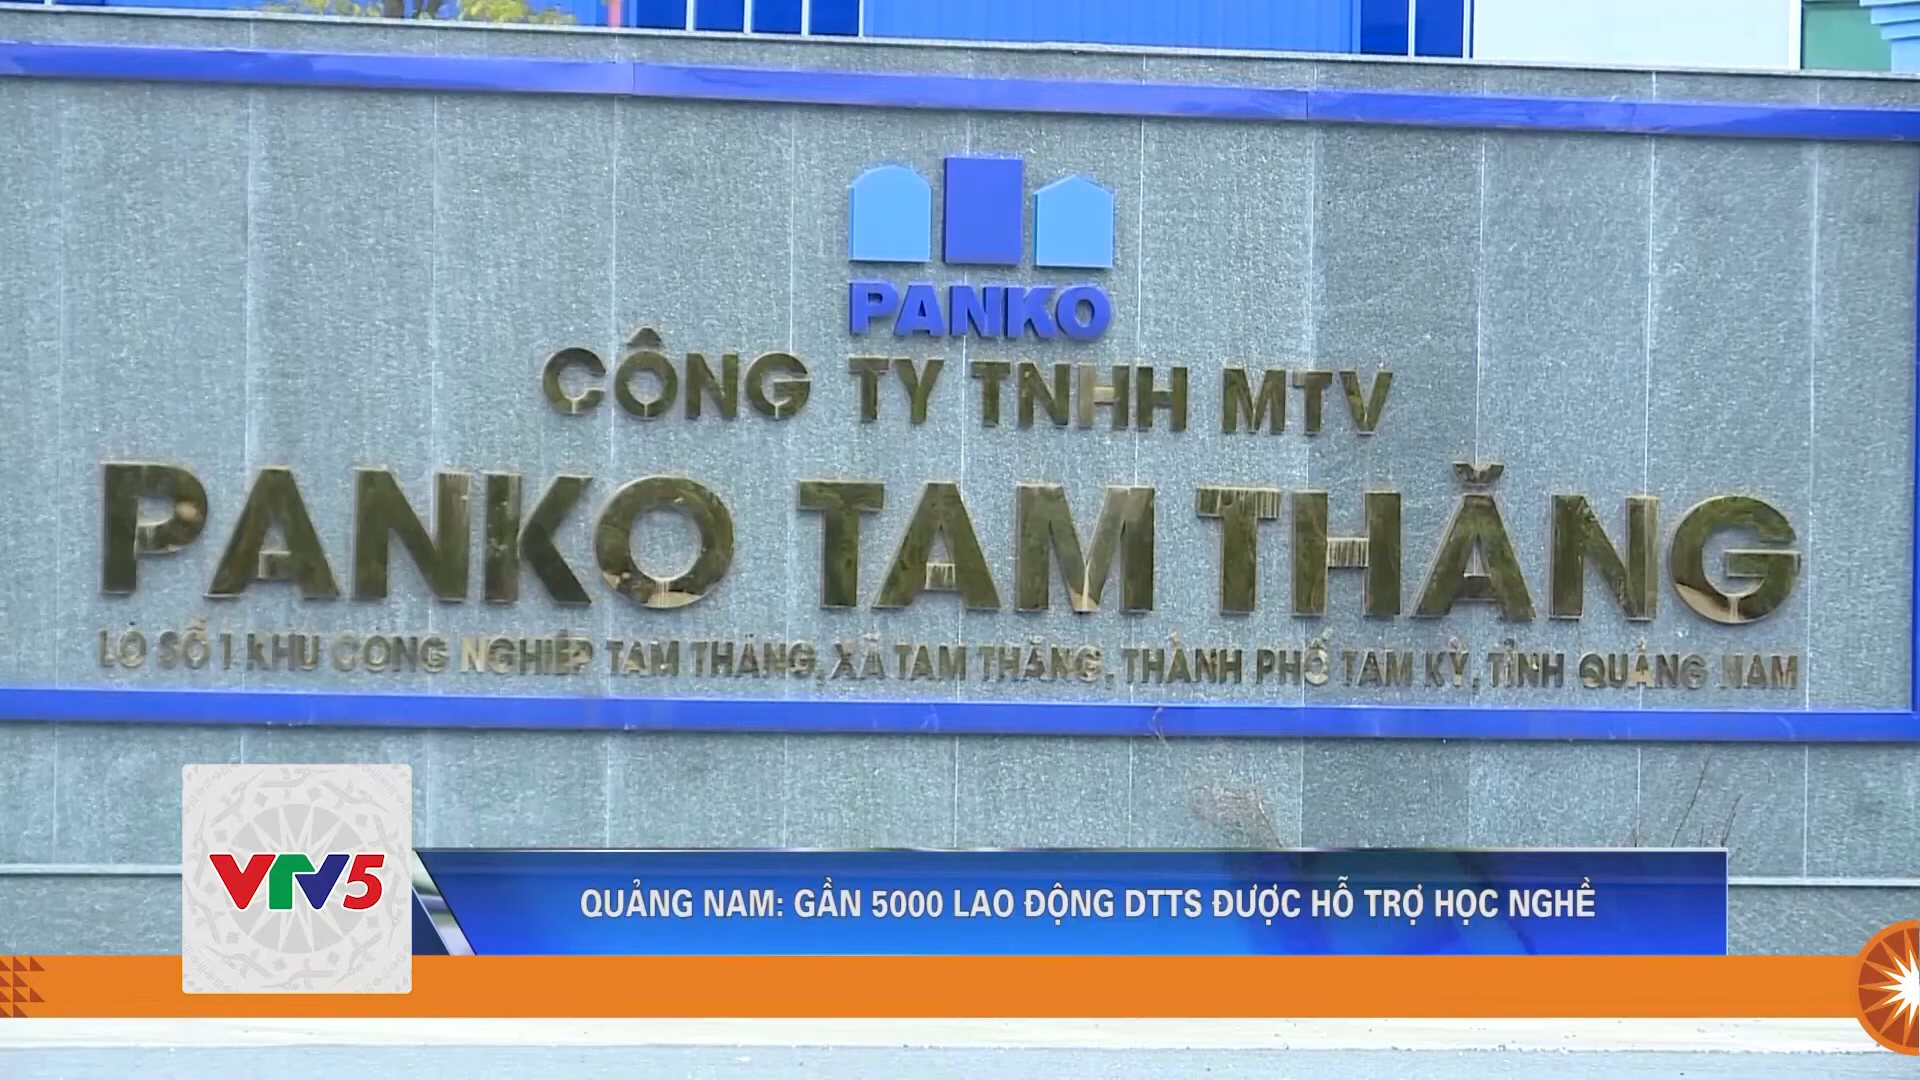 PANKO
CÔNG TY TNHH MTV
PANKO TAM THĂNG
LÔ SỐ 1 KHU CÔNG NGHIỆP TAM THĂNG, XÃ TAM THĂNG, THÀNH PHỐ TAM KỲ, TỈNH QUẢNG NAM
VTV5
QUẢNG NAM: GẦN 5000 LAO ĐỘNG DTTS ĐƯỢC HỖ TRỢ HỌC NGHỀ